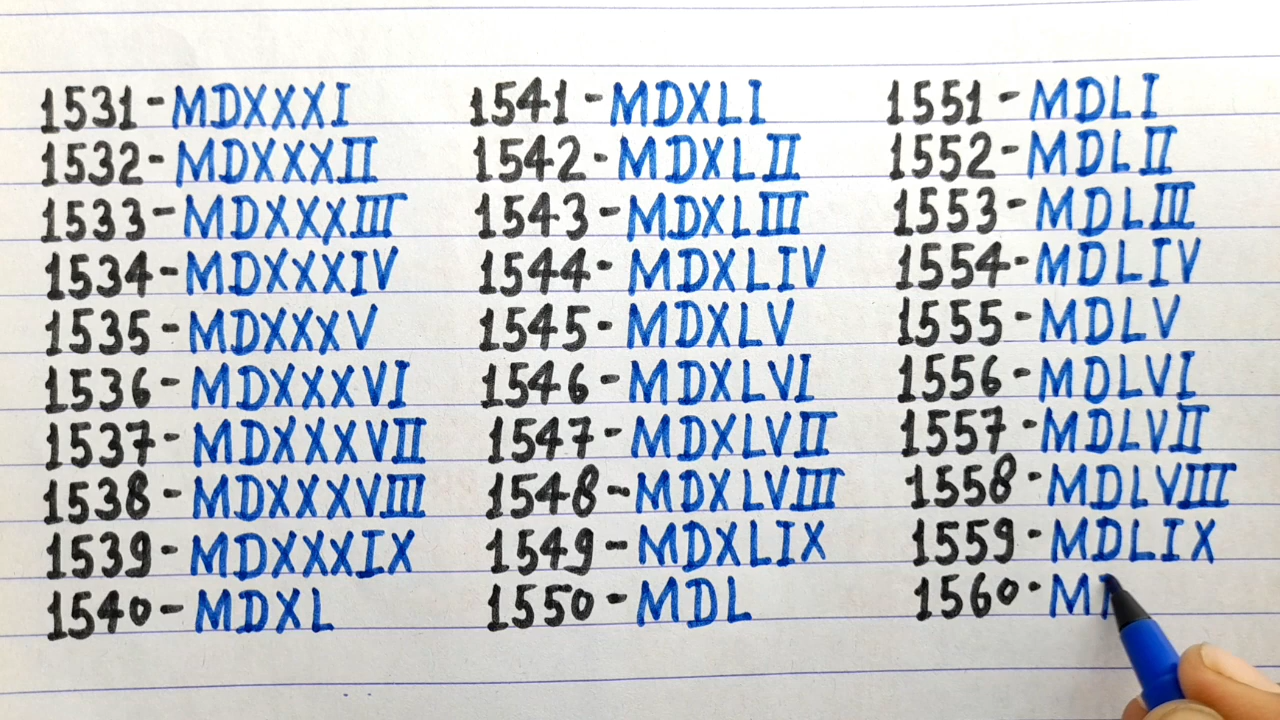 1531-MDXXXI 1541-MDXLI 1551-MDLI
1532-MDXXXII 1542-MDXLII 1552-MDLII
1533-MDXXXIII 1543-MDXLIII 1553-MDLIII
1534-MDXXXIV 1544-MDXLIV 1554-MDLIV
1535-MDXXXV 1545-MDXLV 1555-MDLV
1536-MDXXXVI 1546-MDXLVI 1556-MDLVI
1537-MDXXXVII 1547-MDXLVII 1557-MDLVII
1538-MDXXXVIII 1548-MDXLVIII 1558-MDLVIII
1539-MDXXXIX 1549-MDXLIX 1559-MDLIX
1540-MDXL 1550-MDL 1560-M